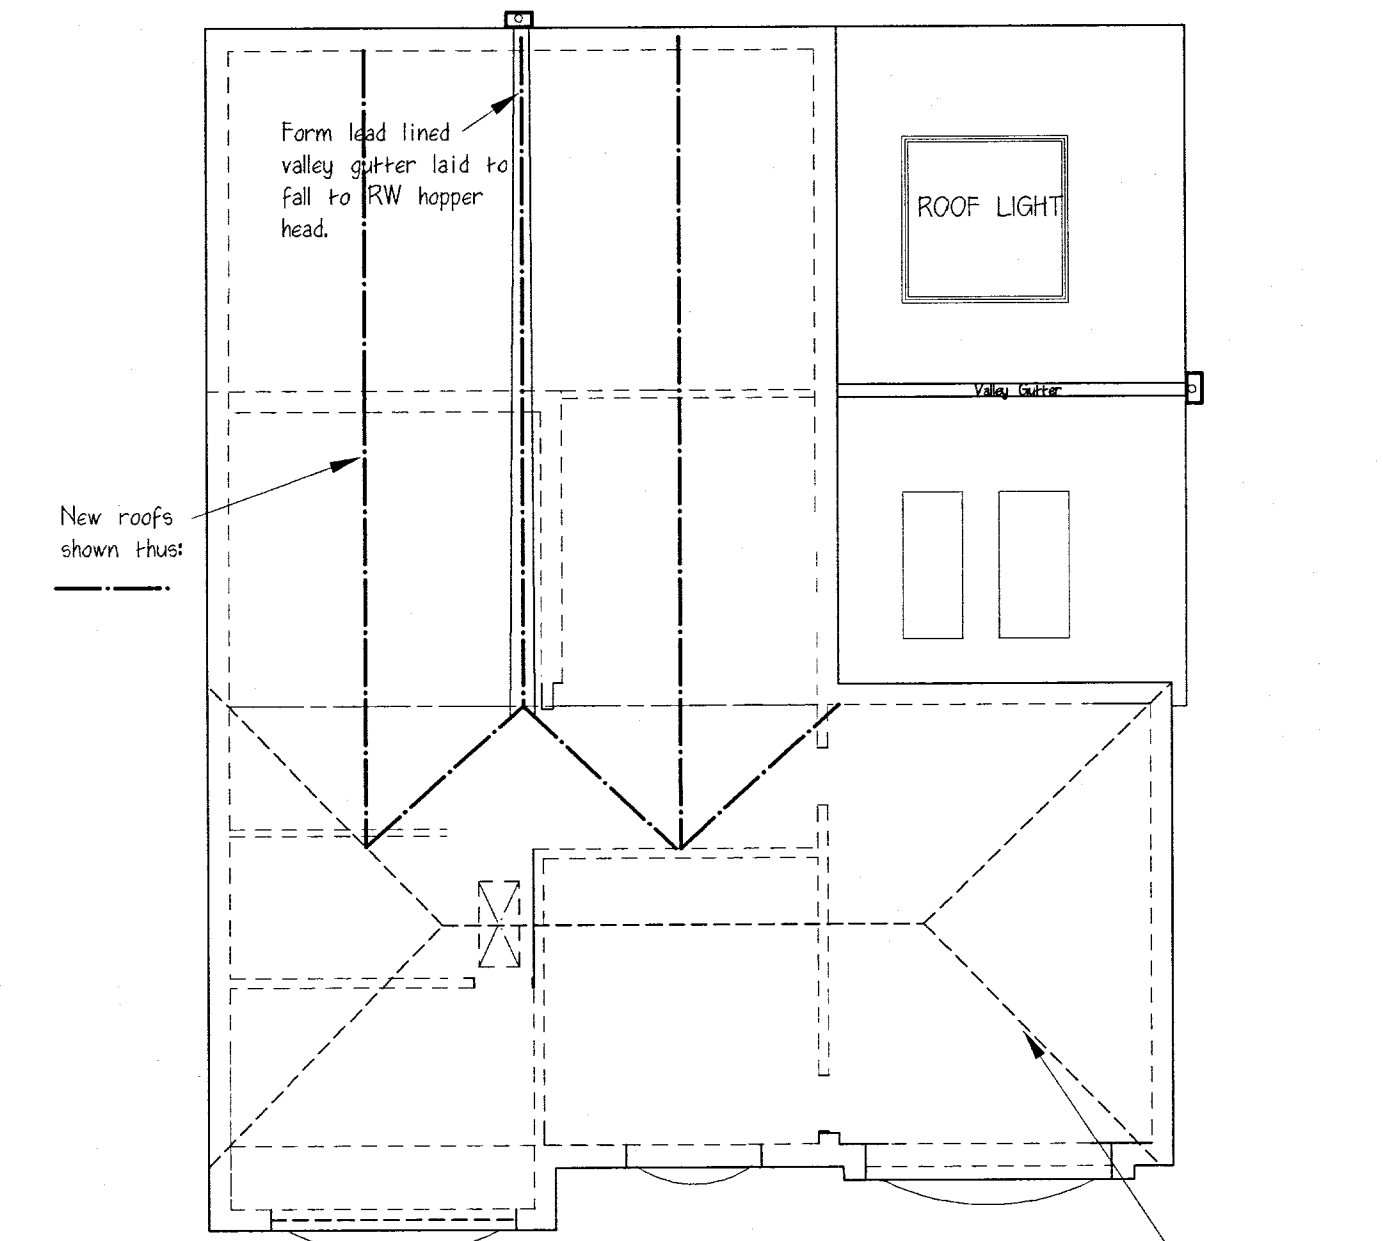 Form lead lined
valley gutter laid to
fall to RW hopper
head.
ROOF LIGHT
Valley Gutter
New roofs
shown thus: